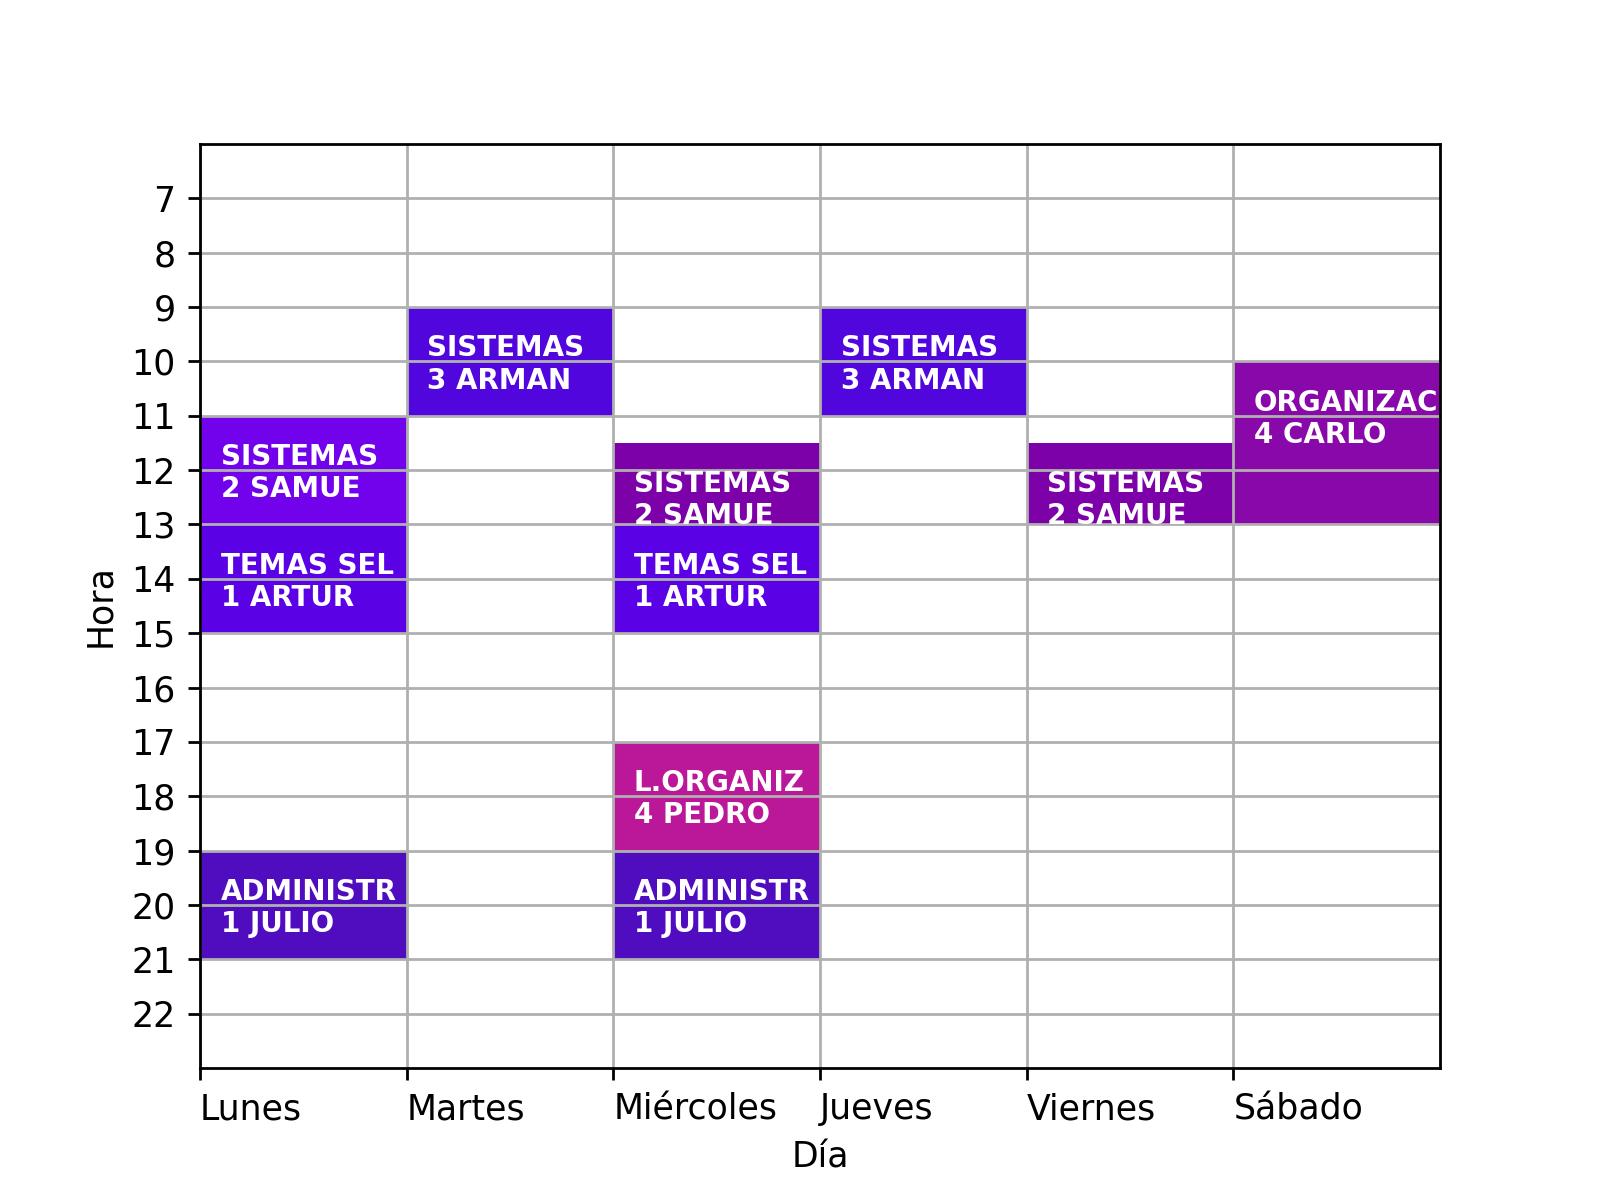 7
8
9
SISTEMAS
3 ARMAN
SISTEMAS
3 ARMAN
10
ORGANIZAC
4 CARLO
11
SISTEMAS
2 SAMUE
12
SISTEMAS
2 SAMUE
SISTEMAS
2 SAMUE
13
TEMAS SEL
1 ARTUR
TEMAS SEL
1 ARTUR
14
Hora
15
16
17
L.ORGANIZ
4 PEDRO
18
19
ADMINISTR
1 JULIO
ADMINISTR
1 JULIO
20
21
22
Lunes Martes Miércoles Jueves Viernes Sábado
Día